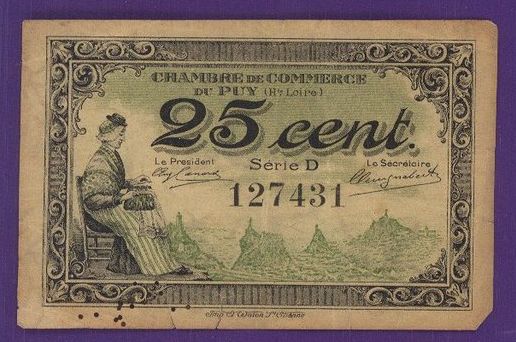 CHAMBRE DE COMMERCE
DU PUY (Hte Loire)
25 cent.
Le President
Série D
Le Secrétaire
127431